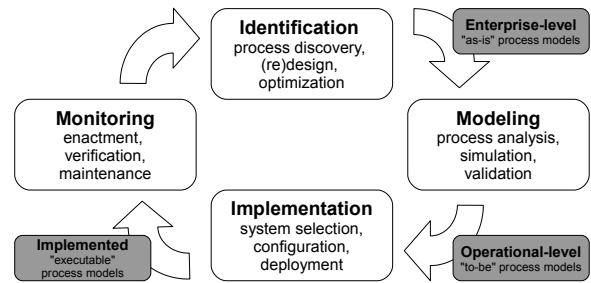 Identification
process discovery,
(re)design,
optimization
Enterprise-level
"as-is" process models
Monitoring
enactment,
verification,
maintenance
Modeling
process analysis,
simulation,
validation
Implementation
system selection,
configuration,
deployment
Implemented
"executable"
process models
Operational-level
"to-be" process models